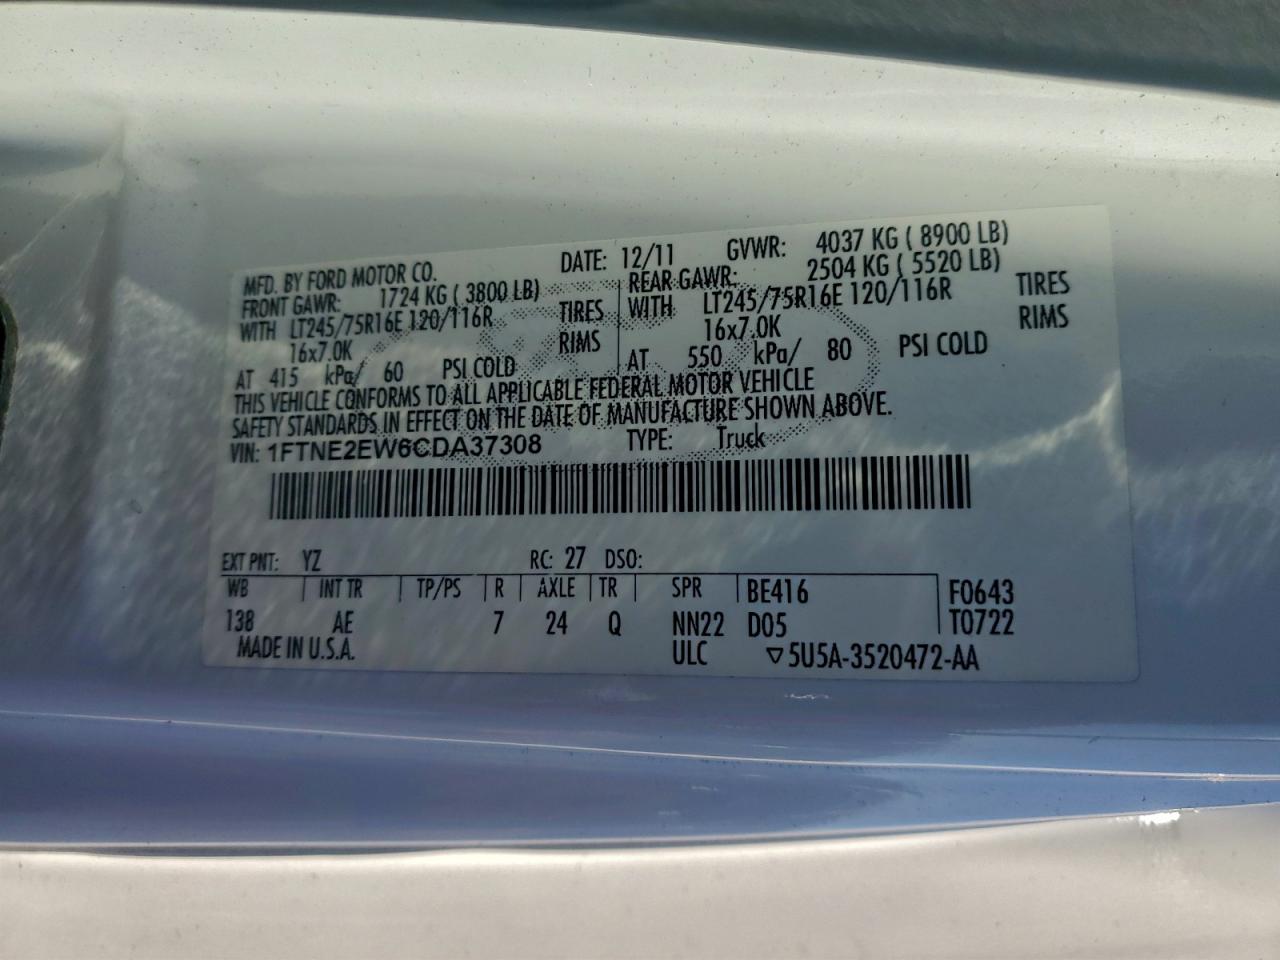 MFD. BY FORD MOTOR CO. DATE: 12/11 GVWR: 4037 KG ( 8900 LB)
FRONT GAWR: 1724 KG ( 3800 LB) REAR GAWR: 2504 KG ( 5520 LB)
WITH LT245/75R16E 120/116R TIRES WITH LT245/75R16E 120/116R TIRES
16x7.0K RIMS 16x7.0K RIMS
AT 415 kPa/ 60 PSI COLD AT 550 kPa/ 80 PSI COLD
THIS VEHICLE CONFORMS TO ALL APPLICABLE FEDERAL MOTOR VEHICLE
SAFETY STANDARDS IN EFFECT ON THE DATE OF MANUFACTURE SHOWN ABOVE.
VIN: 1FTNE2EW6CDA37308 TYPE: Truck
EXT PNT: YZ RC: 27 DSO:
WB INT TR TP/PS R AXLE TR SPR BE416 F0643
138 AE 7 24 Q NN22 D05 T0722
MADE IN U.S.A. ULC ▽5U5A-3520472-AA